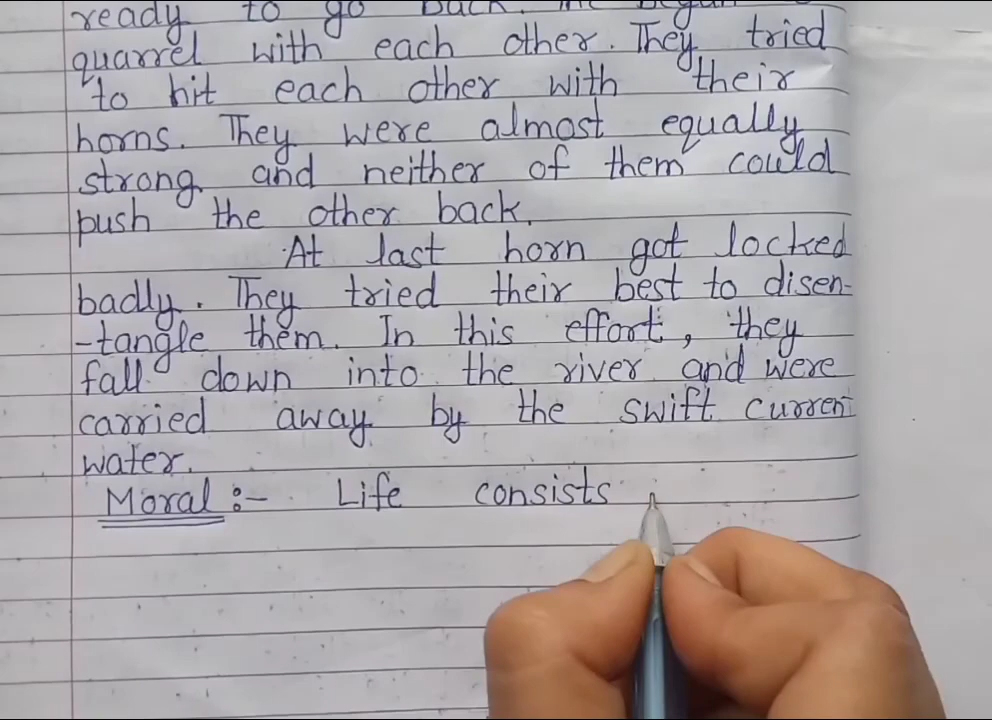 ready to go back.
quarrel with each other. They tried
to hit each other with their
horns. They were almost equally
strong and neither of them could
push the other back.
At last horn got locked
badly. They tried their best to disen-
-tangle them. In this effort, they
fall down into the river and were
carried away by the swift current
water.
Moral :- Life consists